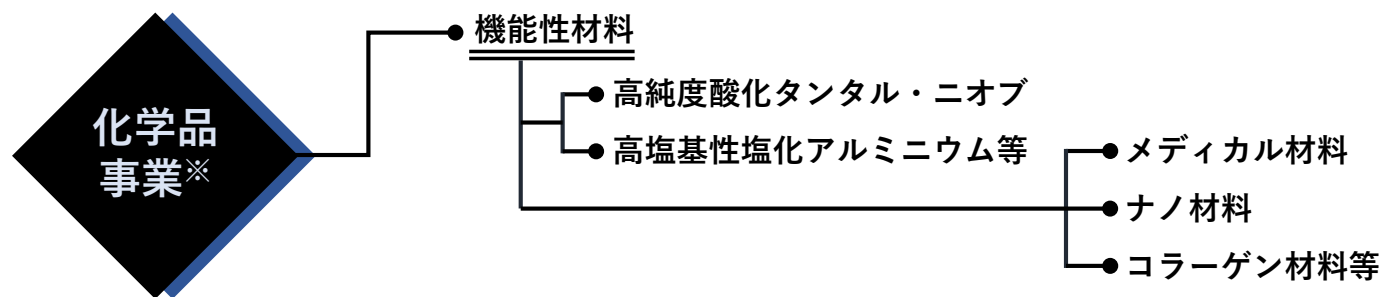 化学品
事業※
機能性材料
高純度酸化タンタル・ニオブ
高塩基性塩化アルミニウム等
メディカル材料
ナノ材料
コラーゲン材料等